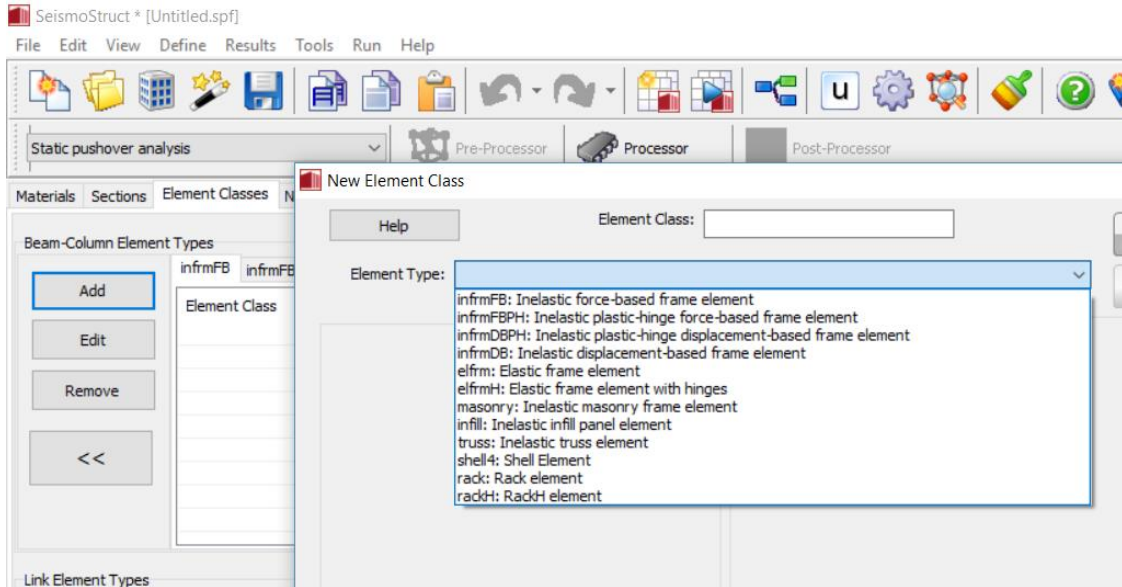 SeismoStruct * [Untitled.spf]
File Edit View Define Results Tools Run Help
u ?
Static pushover analysis Pre-Processor Processor Post-Processor
Materials Sections Element Classes N
New Element Class
Help Element Class:
Beam-Column Element Types
infrmFB infrmFB
Element Type:
Add
Element Class
infrmFB: Inelastic force-based frame element
infrmFBPH: Inelastic plastic-hinge force-based frame element
infrmDBPH: Inelastic plastic-hinge displacement-based frame element
Edit
infrmDB: Inelastic displacement-based frame element
elfrm: Elastic frame element
elfrmH: Elastic frame element with hinges
Remove
masonry: Inelastic masonry frame element
infill: Inelastic infill panel element
truss: Inelastic truss element
<<
shell4: Shell Element
rack: Rack element
rackH: RackH element
Link Element Types